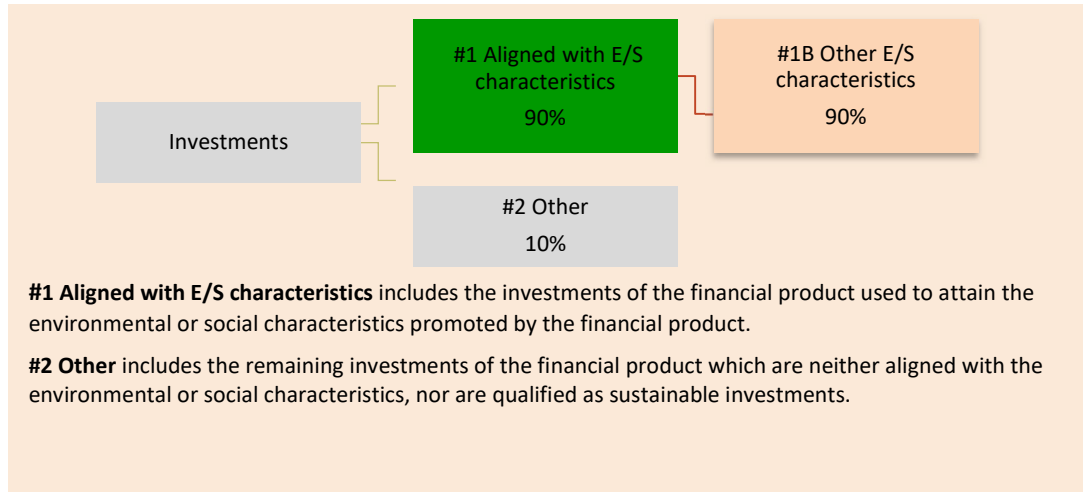 #1 Aligned with E/S
characteristics
90%
#1B Other E/S
characteristics
90%
Investments
#2 Other
10%
#1 Aligned with E/S characteristics includes the investments of the financial product used to attain the
environmental or social characteristics promoted by the financial product.
#2 Other includes the remaining investments of the financial product which are neither aligned with the
environmental or social characteristics, nor are qualified as sustainable investments.